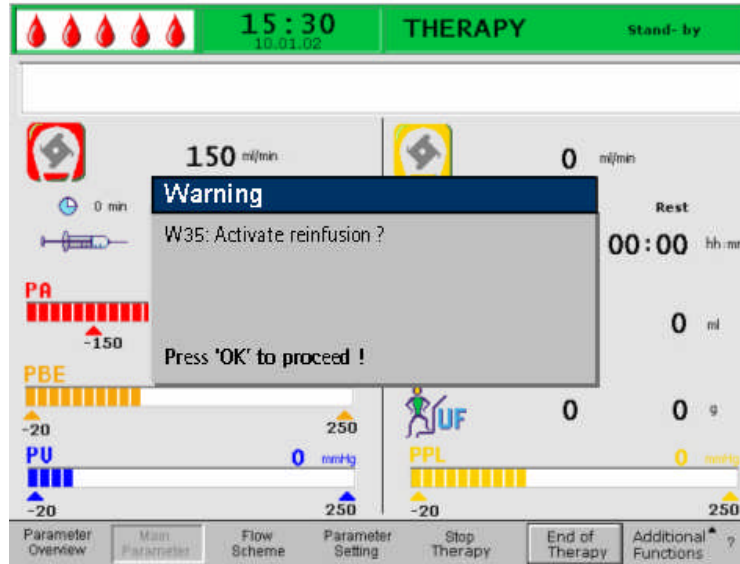 15:30
10.01.02
THERAPY
Stand- by
150 ml/min
0 ml/min
0 min
Rest
Warning
W35: Activate reinfusion ?
Press 'OK' to proceed !
00:00 hh:mm
PA
-150
0 ml
PBE
-20 250
UF 0 0 g
PV 0 mmHg
-20 250
PPL 0 mmHg
-20 250
Parameter Overview
Main Parameter
Flow Scheme
Parameter Setting
Stop Therapy
End of Therapy
Additional Functions
?